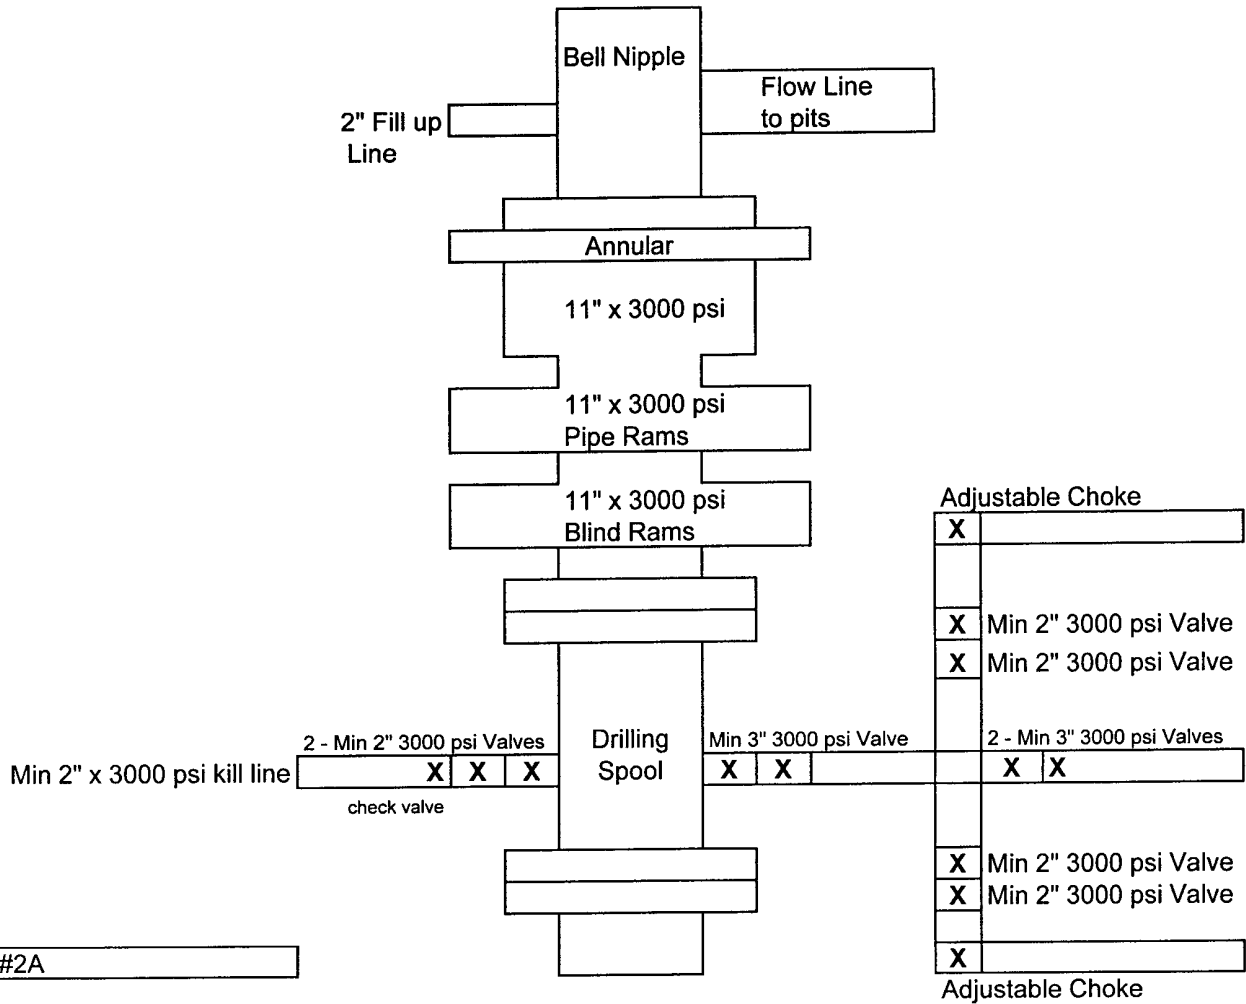 Bell Nipple
Flow Line
to pits
2" Fill up
Line
Annular
11" x 3000 psi
11" x 3000 psi
Pipe Rams
11" x 3000 psi
Blind Rams
Adjustable Choke
X
X Min 2" 3000 psi Valve
X Min 2" 3000 psi Valve
2 - Min 2" 3000 psi Valves
Drilling
Spool
Min 3" 3000 psi Valve
2 - Min 3" 3000 psi Valves
Min 2" x 3000 psi kill line
X X X
X X
X X
check valve
X Min 2" 3000 psi Valve
X Min 2" 3000 psi Valve
X
Adjustable Choke
#2A